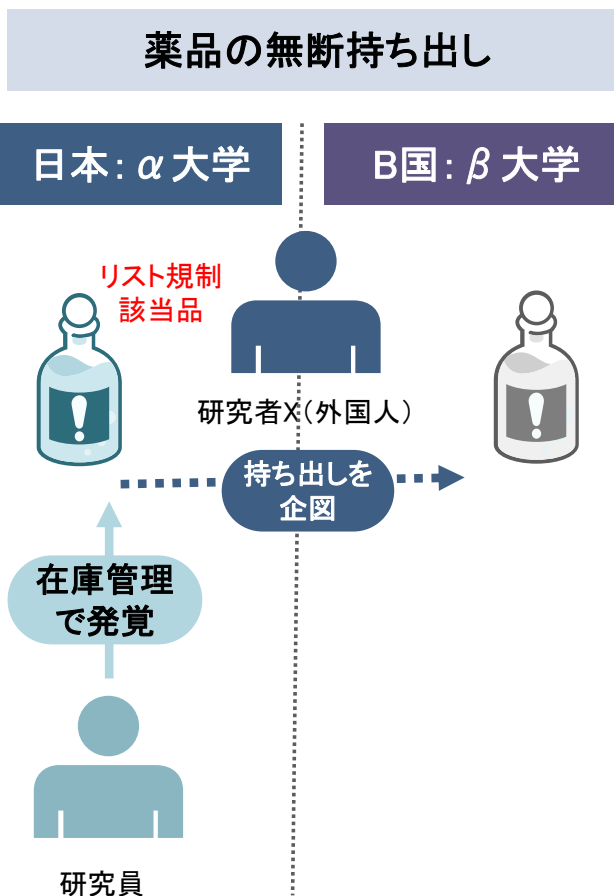 薬品の無断持ち出し
日本：α大学
B国：β大学
リスト規制
該当品
研究者X（外国人）
持ち出しを
企図
在庫管理
で発覚
研究員